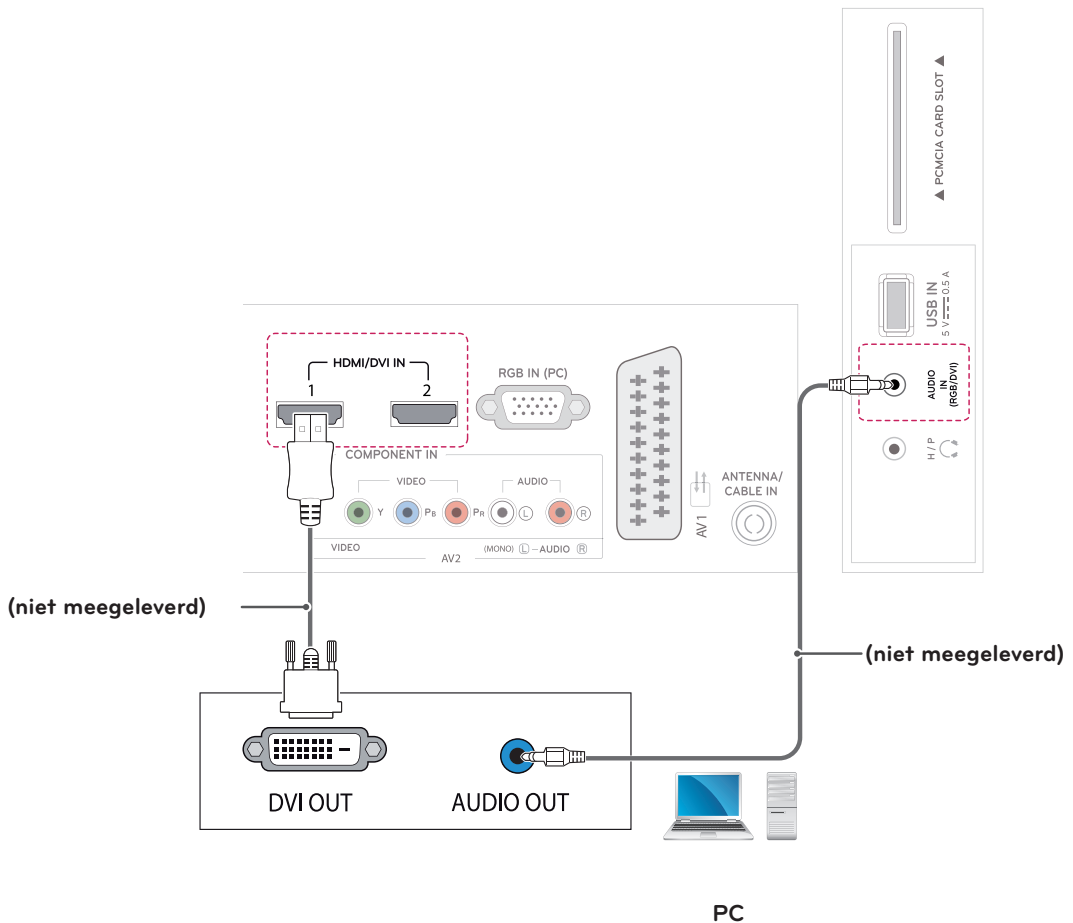 ▲ PCMCIA CARD SLOT ▲
USB IN
5 V 0.5 A
AUDIO
IN
(RGB/DVI)
H / P
HDMI/DVI IN
1
2
RGB IN (PC)
COMPONENT IN
VIDEO
AUDIO
Y
PB
PR
L
R
VIDEO
AV2
(MONO) L – AUDIO R
AV1
ANTENNA/
CABLE IN
(niet meegeleverd)
(niet meegeleverd)
DVI OUT
AUDIO OUT
PC